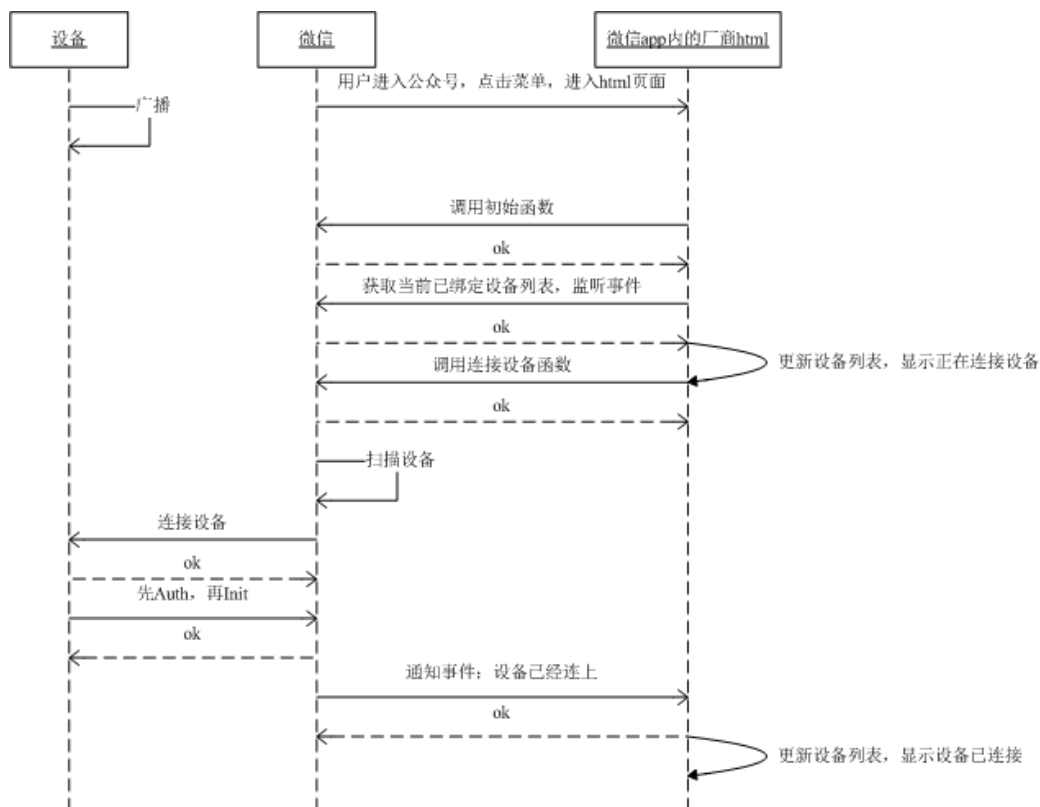 设备
微信
微信app内的厂商html
用户进入公众号，点击菜单，进入html页面
广播
调用初始函数
ok
获取当前已绑定设备列表，监听事件
ok
更新设备列表，显示正在连接设备
调用连接设备函数
ok
扫描设备
连接设备
ok
先Auth，再Init
ok
通知事件：设备已经连上
ok
更新设备列表，显示设备已连接